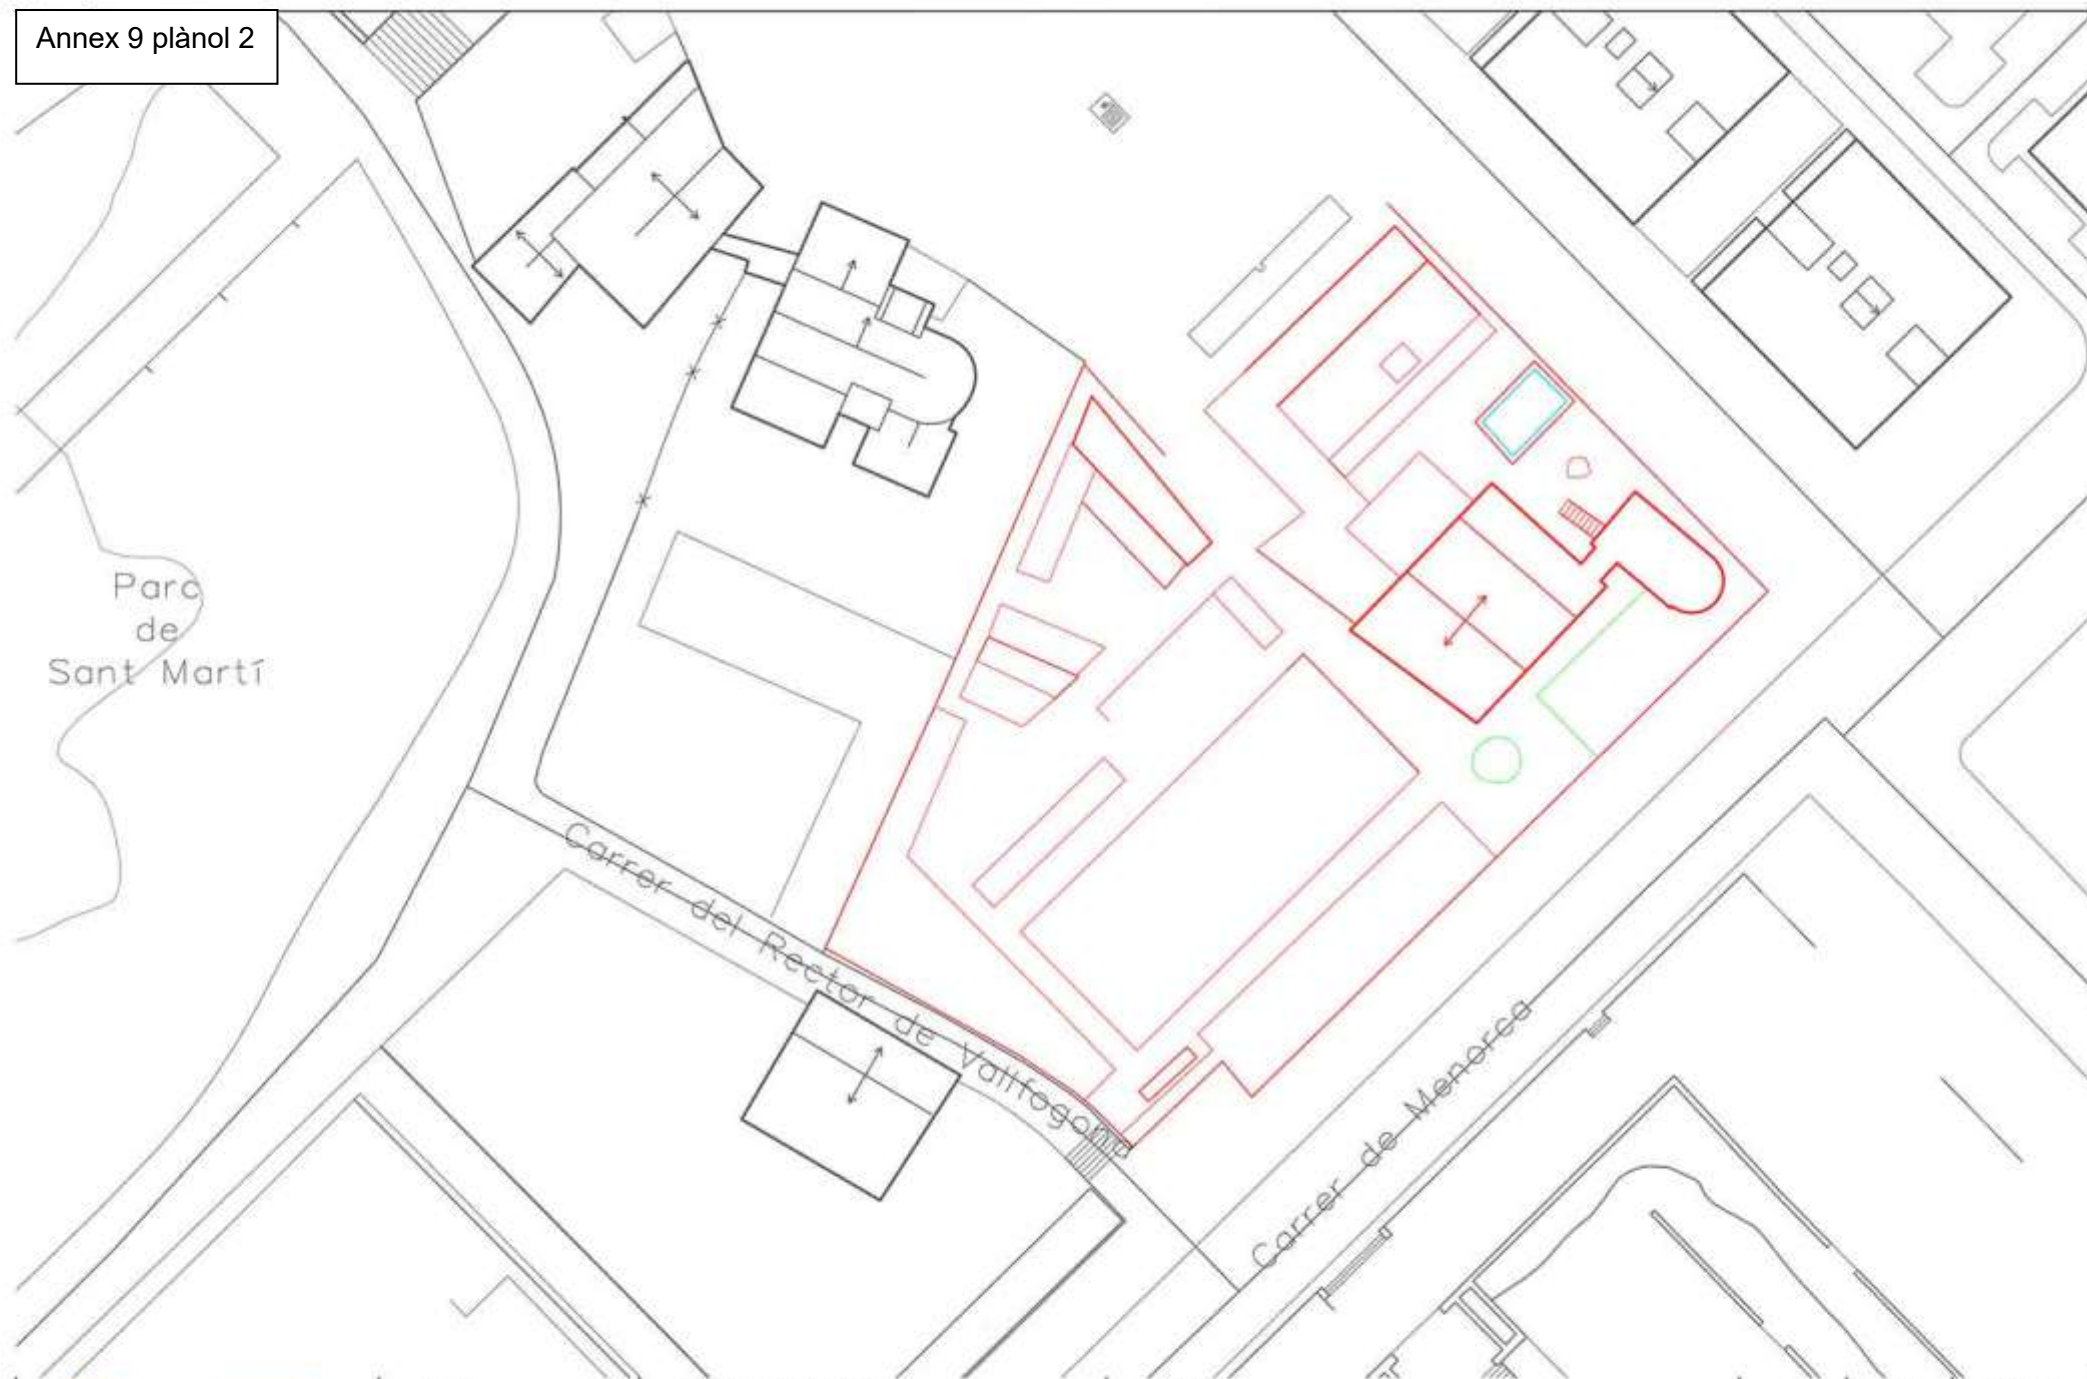 Annex 9 plànol 2
Parc
de
Sant Martí
Carrer del Rector de Vallfogona
Carrer de Menorca